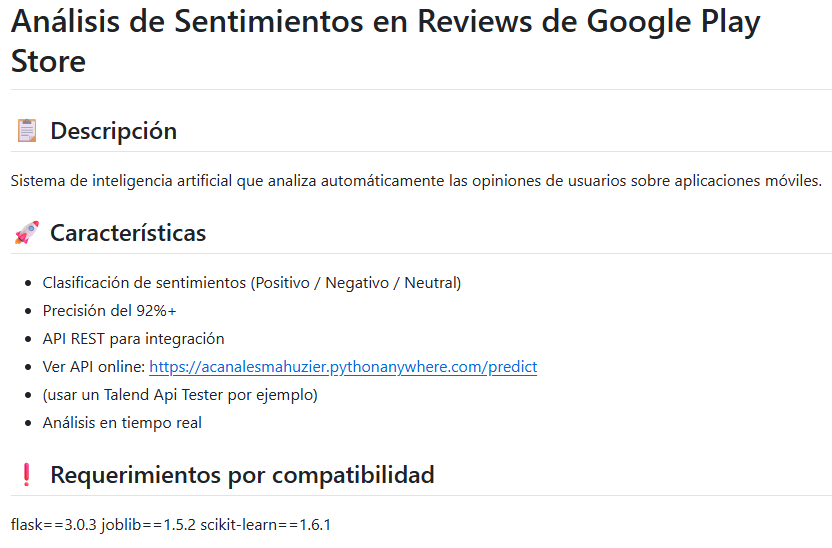 Análisis de Sentimientos en Reviews de Google Play
Store
Descripción
Sistema de inteligencia artificial que analiza automáticamente las opiniones de usuarios sobre aplicaciones móviles.
Características
Clasificación de sentimientos (Positivo / Negativo / Neutral)
Precisión del 92%+
API REST para integración
Ver API online: https://acanalesmahuzier.pythonanywhere.com/predict
(usar un Talend Api Tester por ejemplo)
Análisis en tiempo real
Requerimientos por compatibilidad
flask==3.0.3 joblib==1.5.2 scikit-learn==1.6.1